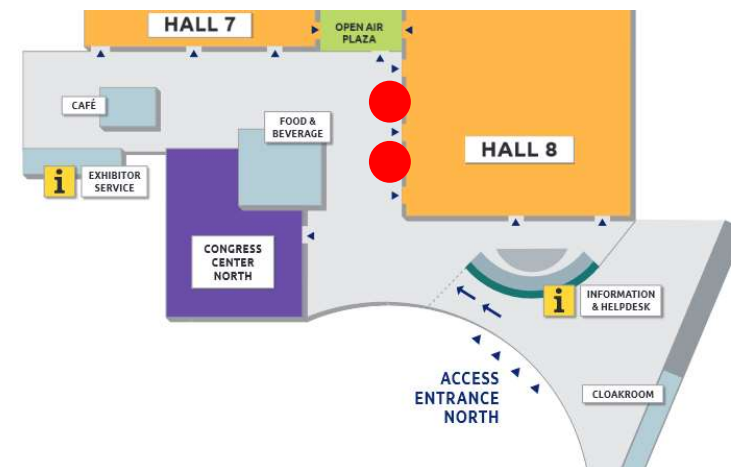 HALL 7
OPEN AIR
PLAZA
CAFÉ
FOOD &
BEVERAGE
HALL 8
i
EXHIBITOR
SERVICE
CONGRESS
CENTER
NORTH
i
INFORMATION
& HELPDESK
ACCESS
ENTRANCE
NORTH
CLOAKROOM